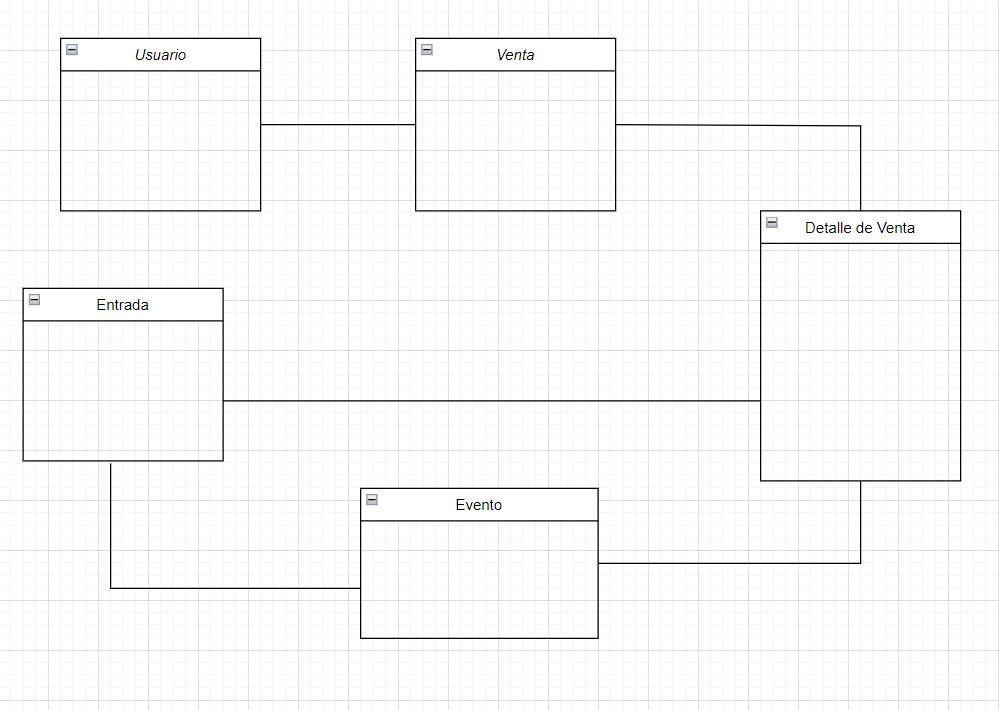 Usuario
Venta
Detalle de Venta
Entrada
Evento